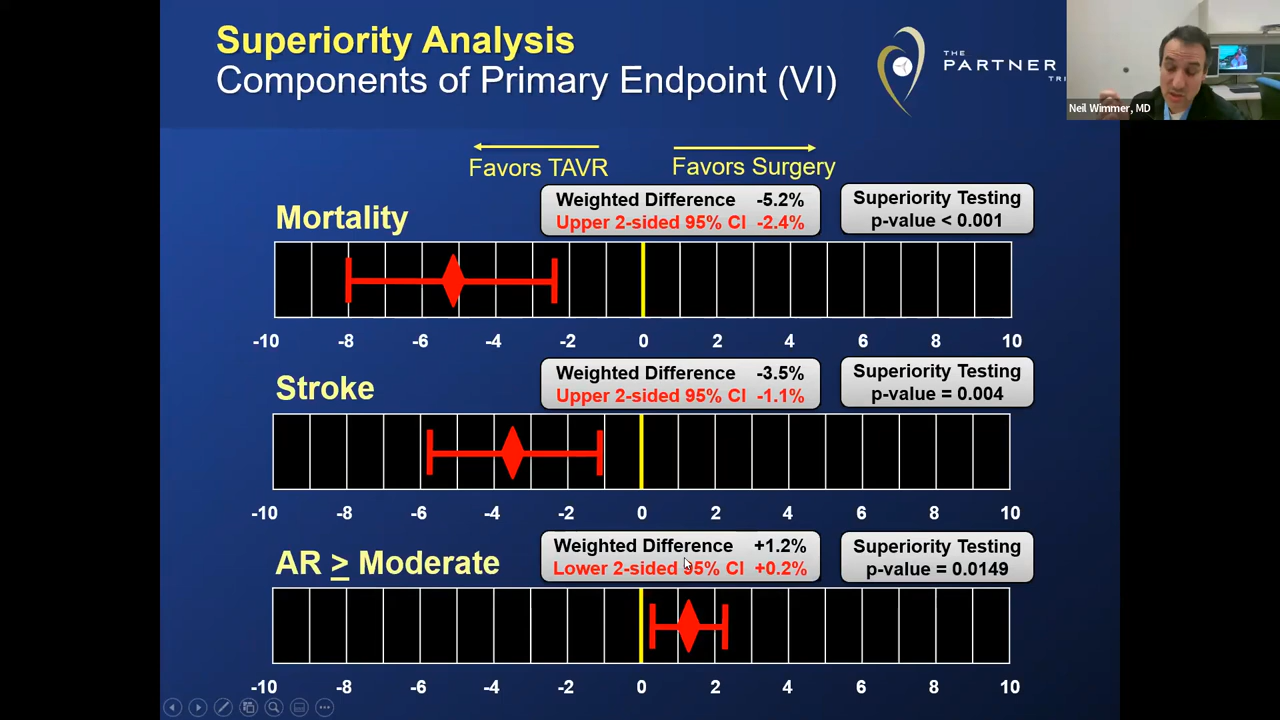 Superiority Analysis
Components of Primary Endpoint (VI)
THE
PARTNER
TRI
Neil Wimmer, MD
Favors TAVR
Favors Surgery
Mortality
Weighted Difference -5.2%
Upper 2-sided 95% CI -2.4%
Superiority Testing
p-value < 0.001
-10 -8 -6 -4 -2 0 2 4 6 8 10
Stroke
Weighted Difference -3.5%
Upper 2-sided 95% CI -1.1%
Superiority Testing
p-value = 0.004
-10 -8 -6 -4 -2 0 2 4 6 8 10
AR ≥ Moderate
Weighted Difference +1.2%
Lower 2-sided 95% CI +0.2%
Superiority Testing
p-value = 0.0149
-10 -8 -6 -4 -2 0 2 4 6 8 10